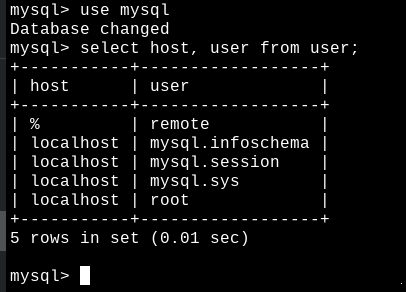 mysql> use mysql
Database changed
mysql> select host, user from user;
+-----------+------------------+
| host      | user             |
+-----------+------------------+
| %         | remote           |
| localhost | mysql.infoschema |
| localhost | mysql.session    |
| localhost | mysql.sys        |
| localhost | root             |
+-----------+------------------+
5 rows in set (0.01 sec)
mysql>